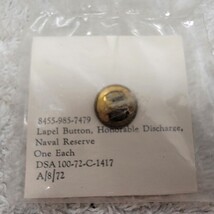 8455-985-7479
Lapel Button, Honorable Discharge,
Naval Reserve
One Each
DSA 100-72-C-1417
A/8/72